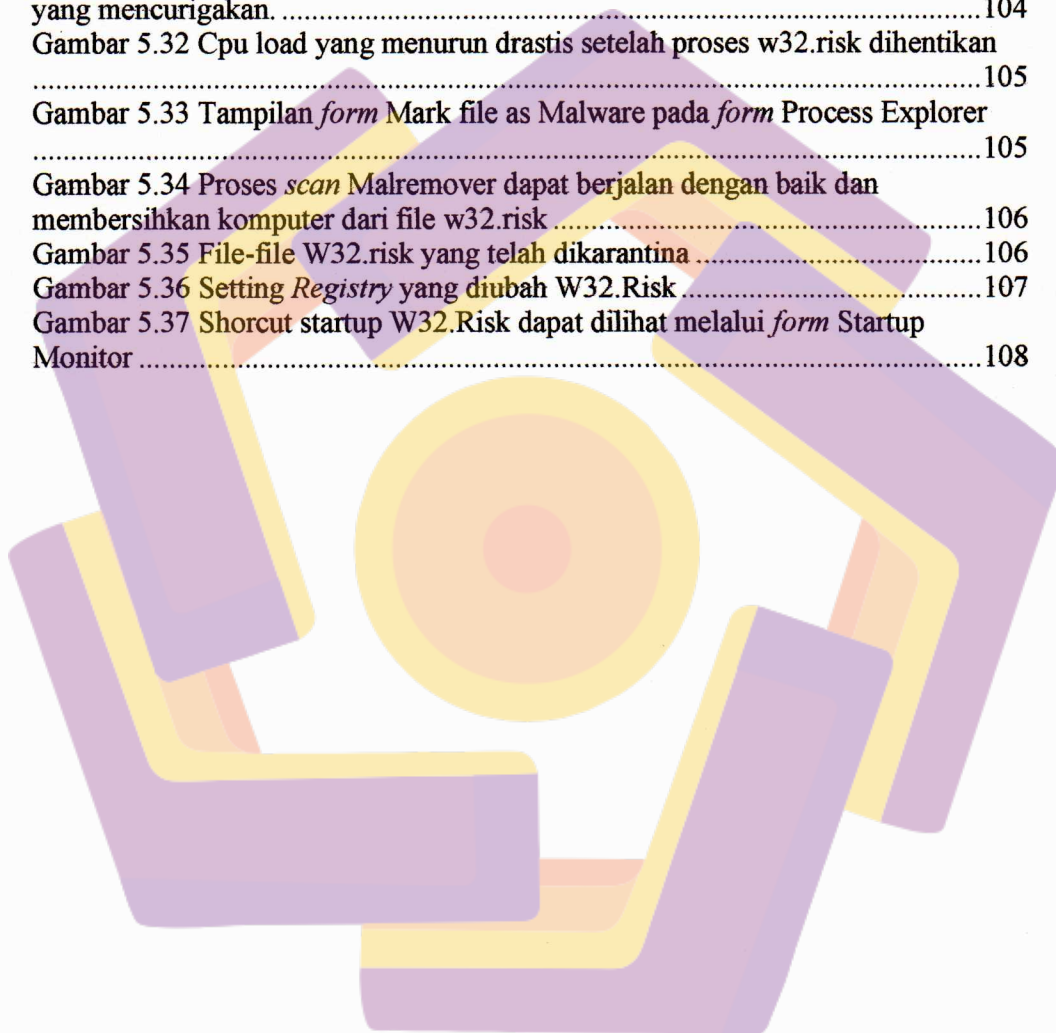 yang mencurigakan. ........................................................................................ 104
Gambar 5.32 Cpu load yang menurun drastis setelah proses w32.risk dihentikan
........................................................................................................................ 105
Gambar 5.33 Tampilan form Mark file as Malware pada form Process Explorer
........................................................................................................................ 105
Gambar 5.34 Proses scan Malremover dapat berjalan dengan baik dan
membersihkan komputer dari file w32.risk ...................................................... 106
Gambar 5.35 File-file W32.risk yang telah dikarantina .................................... 106
Gambar 5.36 Setting Registry yang diubah W32.Risk ...................................... 107
Gambar 5.37 Shorcut startup W32.Risk dapat dilihat melalui form Startup
Monitor .......................................................................................................... 108